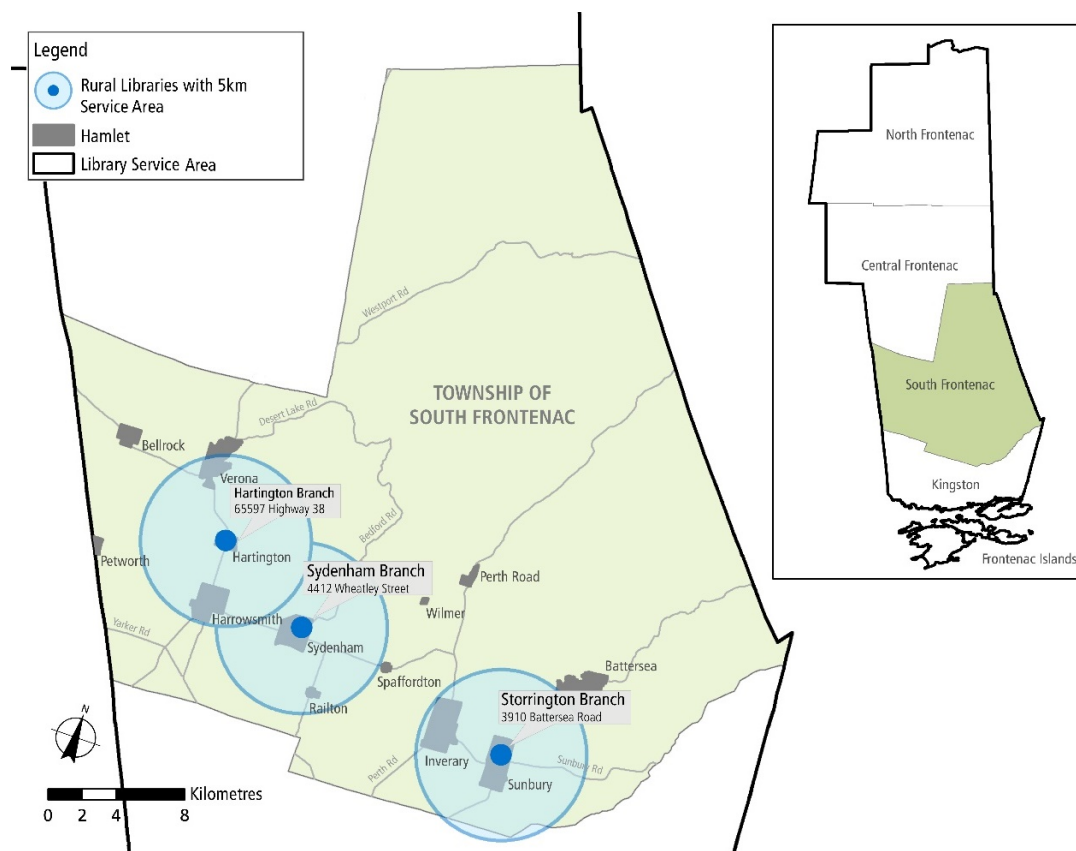 Legend
Rural Libraries with 5km
Service Area
Hamlet
Library Service Area
North Frontenac
Central Frontenac
South Frontenac
Kingston
Frontenac Islands
Westport Rd
TOWNSHIP OF
SOUTH FRONTENAC
Desert Lake Rd
Bellrock
Verona
Hartington Branch
65597 Highway 38
Bedford Rd
Petworth
Hartington
Sydenham Branch
4412 Wheatley Street
Perth Road
Wilmer
Harrowsmith
Yarker Rd
Sydenham
Spaffordton
Railton
Battersea
Storrington Branch
3910 Battersea Road
Inverary
Perth Rd
Sunbury Rd
Sunbury
N
Kilometres
0 2 4 8